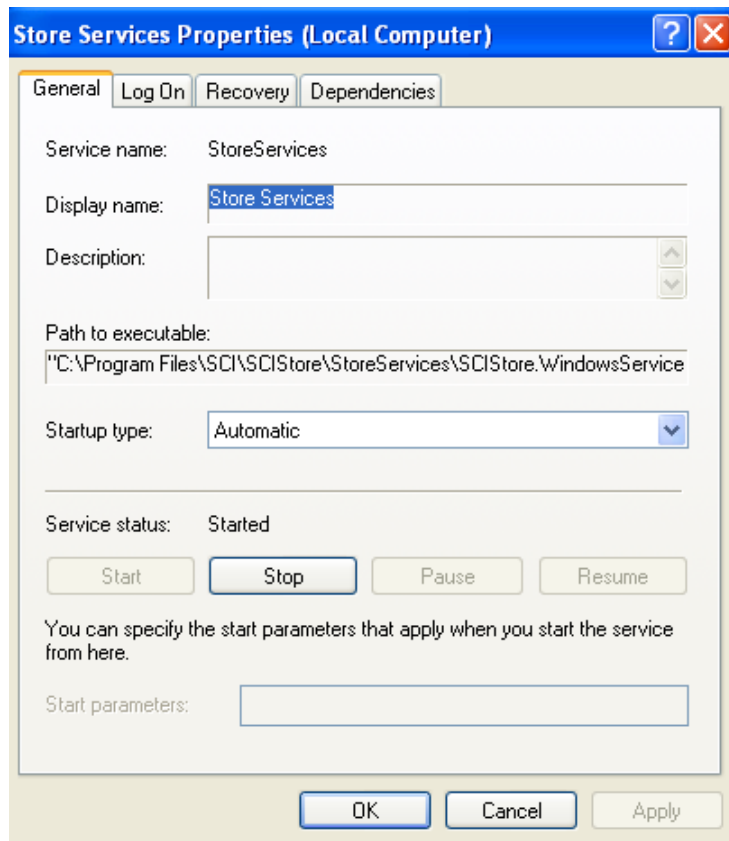 Store Services Properties (Local Computer)
General Log On Recovery Dependencies
Service name: StoreServices
Display name: Store Services
Description:
Path to executable:
"C:\Program Files\SCI\SCIStore\StoreServices\SCIStore.WindowsService
Startup type: Automatic
Service status: Started
Start Stop Pause Resume
You can specify the start parameters that apply when you start the service
from here.
Start parameters:
OK Cancel Apply